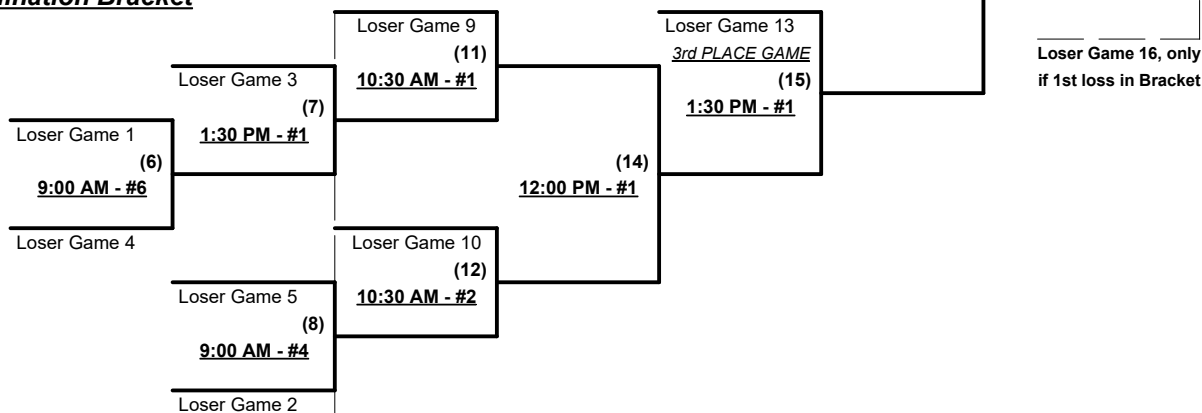 Bracket
Loser Game 9
(11)
10:30 AM - #1
Loser Game 13
3rd PLACE GAME
(15)
1:30 PM - #1
Loser Game 16, only
if 1st loss in Bracket
Loser Game 3
(7)
1:30 PM - #1
Loser Game 1
(6)
9:00 AM - #6
Loser Game 4
(14)
12:00 PM - #1
Loser Game 10
(12)
10:30 AM - #2
Loser Game 5
(8)
9:00 AM - #4
Loser Game 2